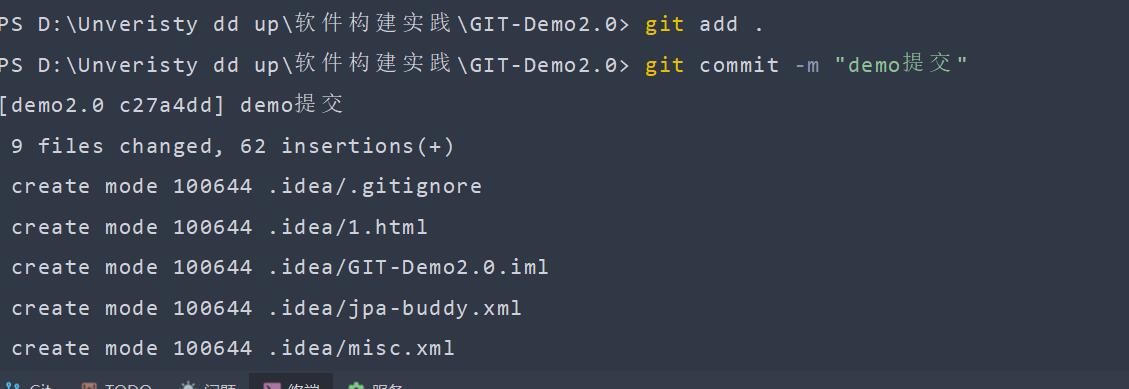 PS D:\Unveristy dd up\软件构建实践\GIT-Demo2.0> git add .
PS D:\Unveristy dd up\软件构建实践\GIT-Demo2.0> git commit -m "demo提交"
[demo2.0 c27a4dd] demo提交
9 files changed, 62 insertions(+)
create mode 100644 .idea/.gitignore
create mode 100644 .idea/1.html
create mode 100644 .idea/GIT-Demo2.0.iml
create mode 100644 .idea/jpa-buddy.xml
create mode 100644 .idea/misc.xml
Git TODO 问题 终端 服务